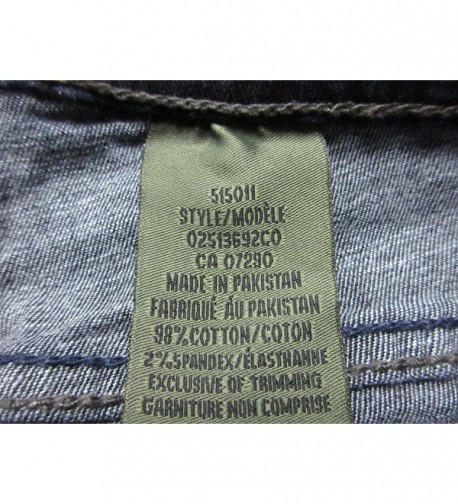 515011
STYLE/MODÈLE
02513692CO
CA 07290
MADE IN PAKISTAN
FABRIQUÉ AU PAKISTAN
98%COTTON/COTON
2%SPANDEX/ÉLASTHANNE
EXCLUSIVE OF TRIMMING
GARNITURE NON COMPRISE